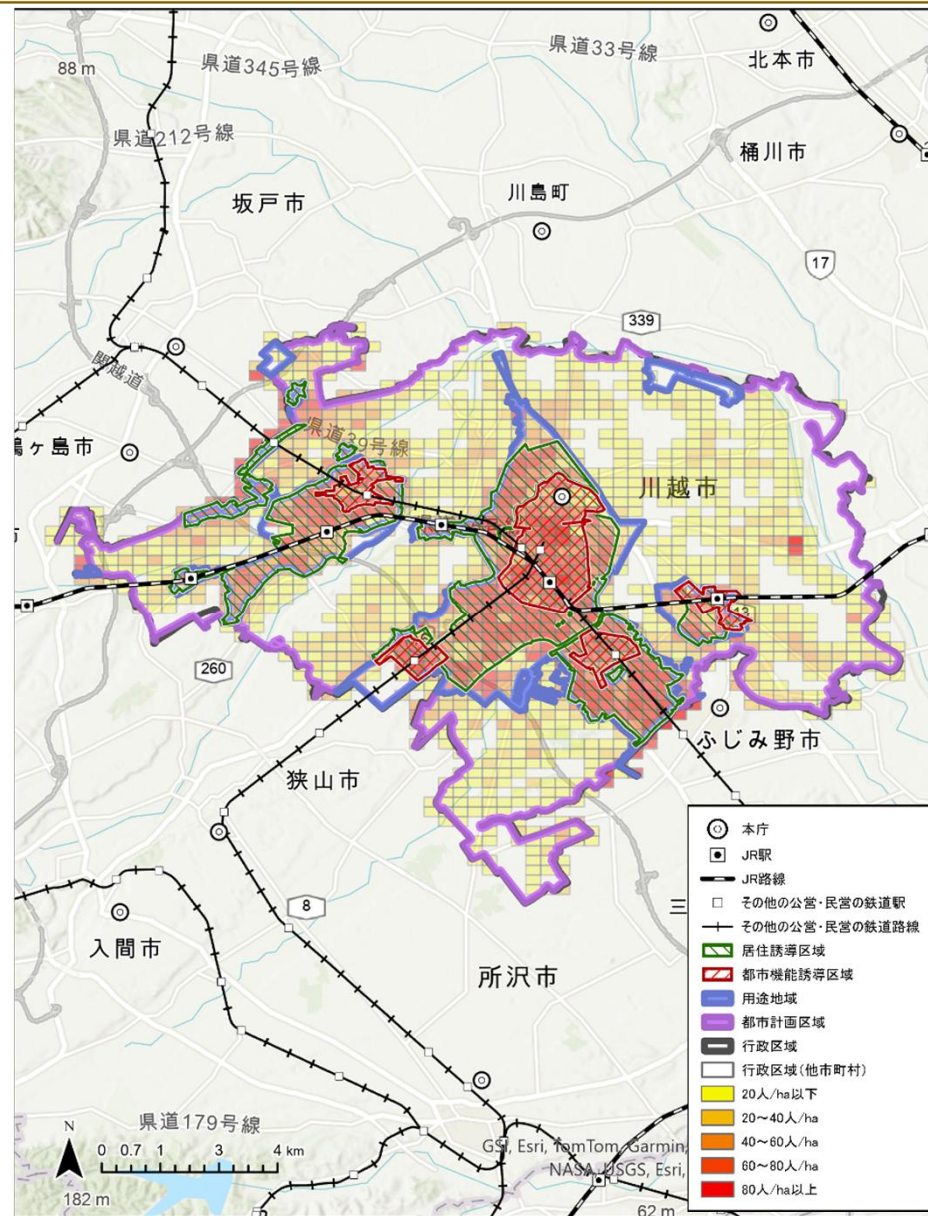 88 m
県道345号線
県道33号線
北本市
県道212号線
桶川市
坂戸市
川島町
17
339
関越道
県道39号線
鶴ヶ島市
川越市
260
ふじみ野市
狭山市
8
入間市
所沢市
三
県道179号線
N
0 0.7 1 3 4 km
182 m
GSI, Esri, TomTom, Garmin,
NASA, USGS, Esri,
62 m
本庁
JR駅
JR路線
その他の公営・民営の鉄道駅
その他の公営・民営の鉄道路線
居住誘導区域
都市機能誘導区域
用途地域
都市計画区域
行政区域
行政区域(他市町村)
20人/ha以下
20～40人/ha
40～60人/ha
60～80人/ha
80人/ha以上